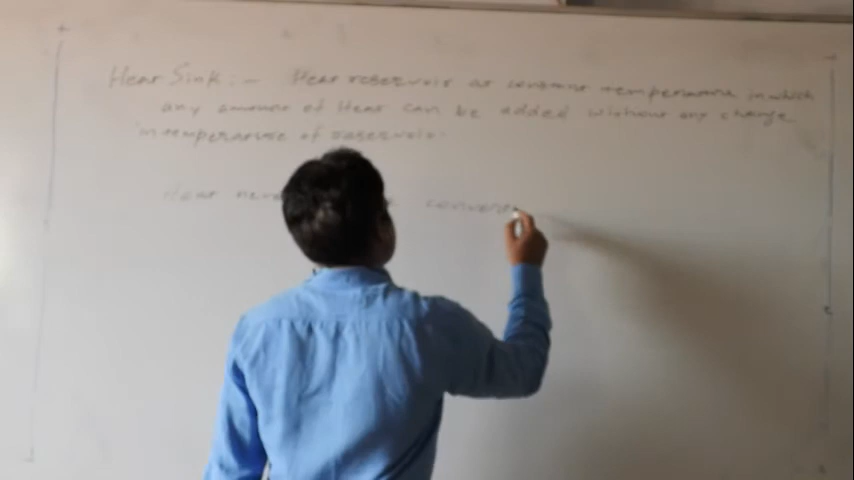 Heat Sink :- Heat reservoir at constant temperature in which
any amount of Heat can be added without any change
in temperature of reservoir.
Heat conver